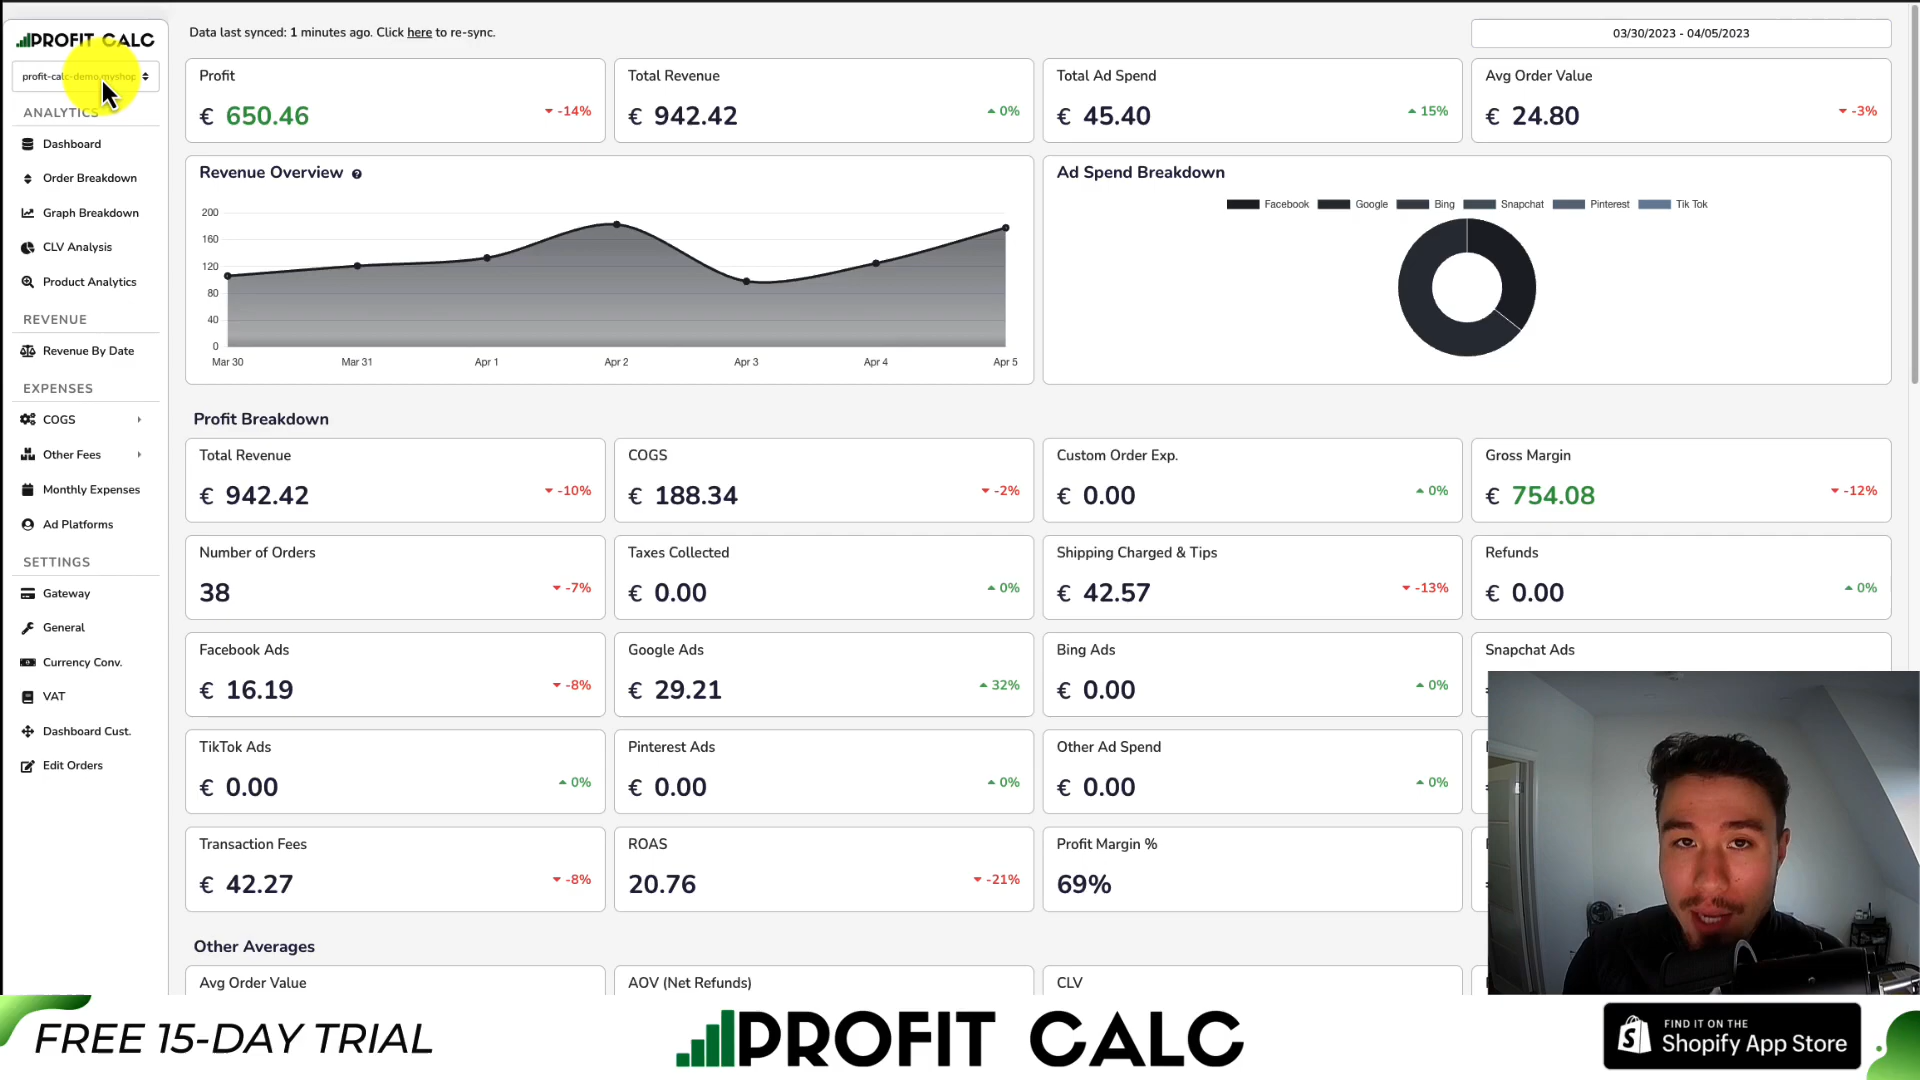 PROFIT CALC
profit-calc-demo.myshop
ANALYTICS
Dashboard
Order Breakdown
Graph Breakdown
CLV Analysis
Product Analytics
REVENUE
Revenue By Date
EXPENSES
COGS
Other Fees
Monthly Expenses
Ad Platforms
SETTINGS
Gateway
General
Currency Conv.
VAT
Dashboard Cust.
Edit Orders
Data last synced: 1 minutes ago. Click here to re-sync.
03/30/2023 - 04/05/2023
Profit
€ 650.46 -14%
Total Revenue
€ 942.42 0%
Total Ad Spend
€ 45.40 15%
Avg Order Value
€ 24.80 -3%
Revenue Overview
200
160
120
80
40
0
Mar 30 Mar 31 Apr 1 Apr 2 Apr 3 Apr 4 Apr 5
Ad Spend Breakdown
Facebook Google Bing Snapchat Pinterest Tik Tok
Profit Breakdown
Total Revenue
€ 942.42 -10%
COGS
€ 188.34 -2%
Custom Order Exp.
€ 0.00 0%
Gross Margin
€ 754.08 -12%
Number of Orders
38 -7%
Taxes Collected
€ 0.00 0%
Shipping Charged & Tips
€ 42.57 -13%
Refunds
€ 0.00 0%
Facebook Ads
€ 16.19 -8%
Google Ads
€ 29.21 32%
Bing Ads
€ 0.00 0%
Snapchat Ads
TikTok Ads
€ 0.00 0%
Pinterest Ads
€ 0.00 0%
Other Ad Spend
€ 0.00 0%
Transaction Fees
€ 42.27 -8%
ROAS
20.76 -21%
Profit Margin %
69%
Other Averages
Avg Order Value
AOV (Net Refunds)
CLV
FREE 15-DAY TRIAL
PROFIT CALC
FIND IT ON THE
Shopify App Store